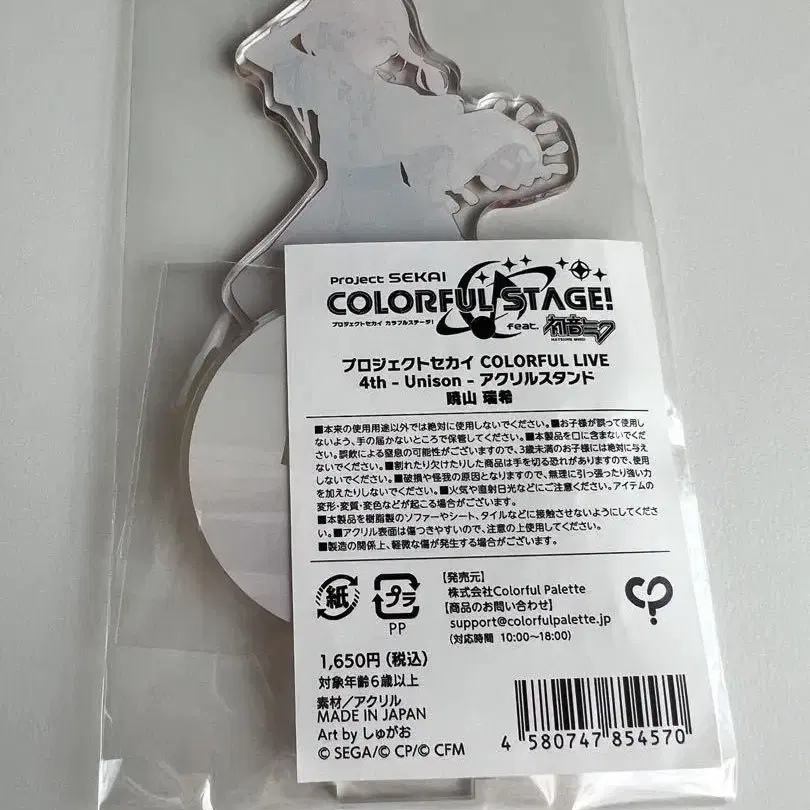 Project SEKAI
COLORFUL STAGE!
プロジェクトセカイ カラフルステージ!
feat. 初音ミク
HATSUNE MIKU
プロジェクトセカイ COLORFUL LIVE
4th - Unison - アクリルスタンド
暁山 瑞希
■本来の使用用途以外では絶対に使用しないでください。■お子様が誤って使用し
ないよう、手の届かないところで保管してください。■本製品を口に含まないでくだ
さい。誤飲による窒息の可能性がございますので、3歳未満のお子様には絶対に与え
ないでください。■割れたり欠けたりした商品は手を切る恐れがありますので、使用
しないでください。■破損や怪我の原因となりますので、無理に引っ張ったり強い力
を加えたりしないでください。■火気や直射日光などにご注意ください。アイテムの
変形・変質・変色などが起こる場合がございます。
■本製品を樹脂製のソファーやシート、タイルなどに接触させないようにしてくださ
い。■アクリル表面は傷つきやすいので、注意の上使用してください。
■製造の関係上、軽微な傷が発生する場合がございます。
紙
プラ
PP
【発売元】
株式会社Colorful Palette
【商品のお問い合わせ】
support@colorfulpalette.jp
(対応時間 10:00~18:00)
1,650円(税込)
対象年齢6歳以上
素材/アクリル
MADE IN JAPAN
Art by しゅがお
© SEGA/© CP/© CFM
4 580747 854570